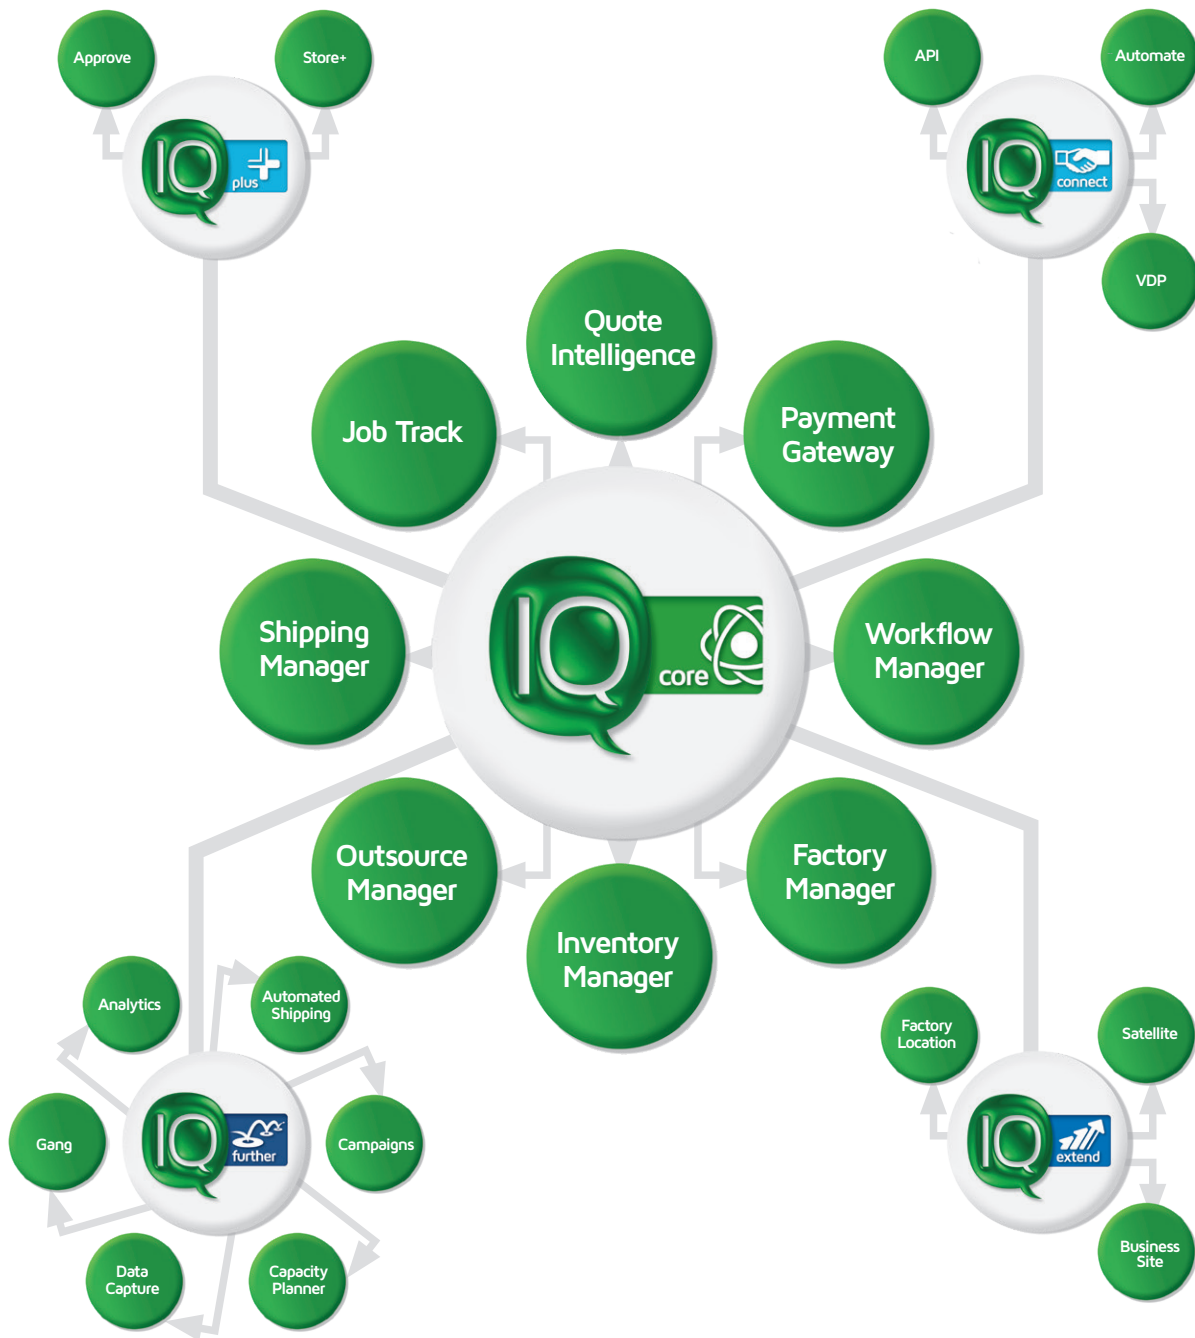 Approve
Store+
IQ
plus
API
Automate
IQ
connect
VDP
Quote
Intelligence
Job Track
Payment
Gateway
Shipping
Manager
IQ
core
Workflow
Manager
Outsource
Manager
Factory
Manager
Inventory
Manager
Analytics
Automated
Shipping
Gang
IQ
further
Campaigns
Data
Capture
Capacity
Planner
Factory
Location
Satellite
IQ
extend
Business
Site